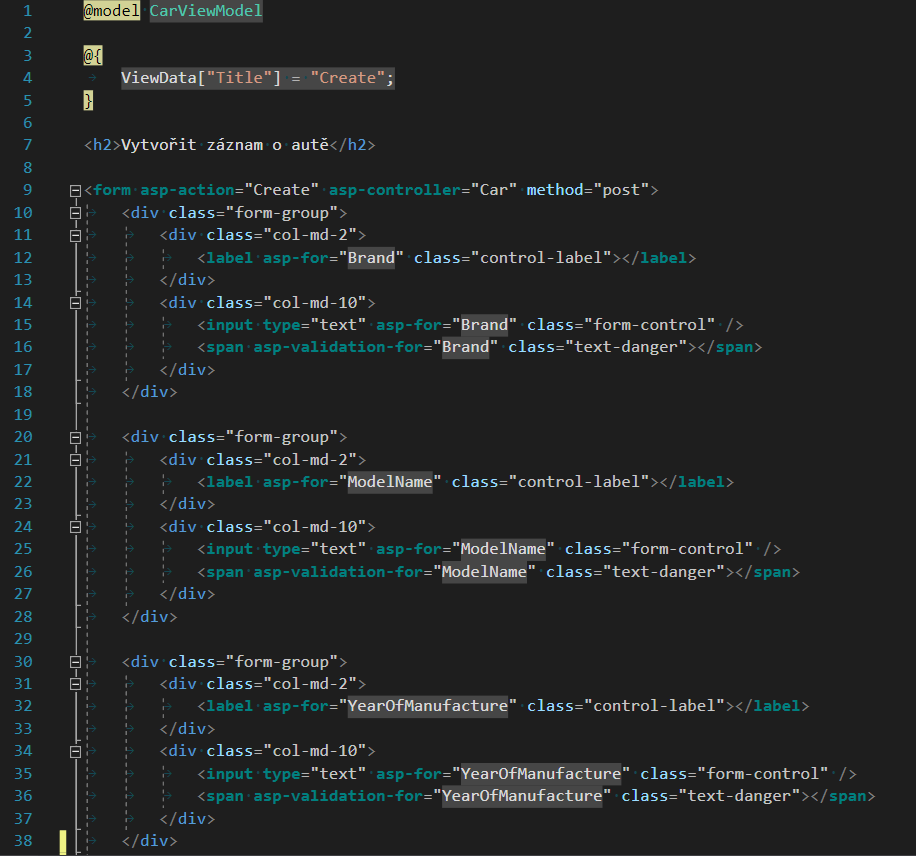 1 @model CarViewModel
2
3 @{
4 ViewData["Title"] = "Create";
5 }
6
7 <h2>Vytvořit záznam o autě</h2>
8
9 <form asp-action="Create" asp-controller="Car" method="post">
10 <div class="form-group">
11 <div class="col-md-2">
12 <label asp-for="Brand" class="control-label"></label>
13 </div>
14 <div class="col-md-10">
15 <input type="text" asp-for="Brand" class="form-control" />
16 <span asp-validation-for="Brand" class="text-danger"></span>
17 </div>
18 </div>
19
20 <div class="form-group">
21 <div class="col-md-2">
22 <label asp-for="ModelName" class="control-label"></label>
23 </div>
24 <div class="col-md-10">
25 <input type="text" asp-for="ModelName" class="form-control" />
26 <span asp-validation-for="ModelName" class="text-danger"></span>
27 </div>
28 </div>
29
30 <div class="form-group">
31 <div class="col-md-2">
32 <label asp-for="YearOfManufacture" class="control-label"></label>
33 </div>
34 <div class="col-md-10">
35 <input type="text" asp-for="YearOfManufacture" class="form-control" />
36 <span asp-validation-for="YearOfManufacture" class="text-danger"></span>
37 </div>
38 </div>